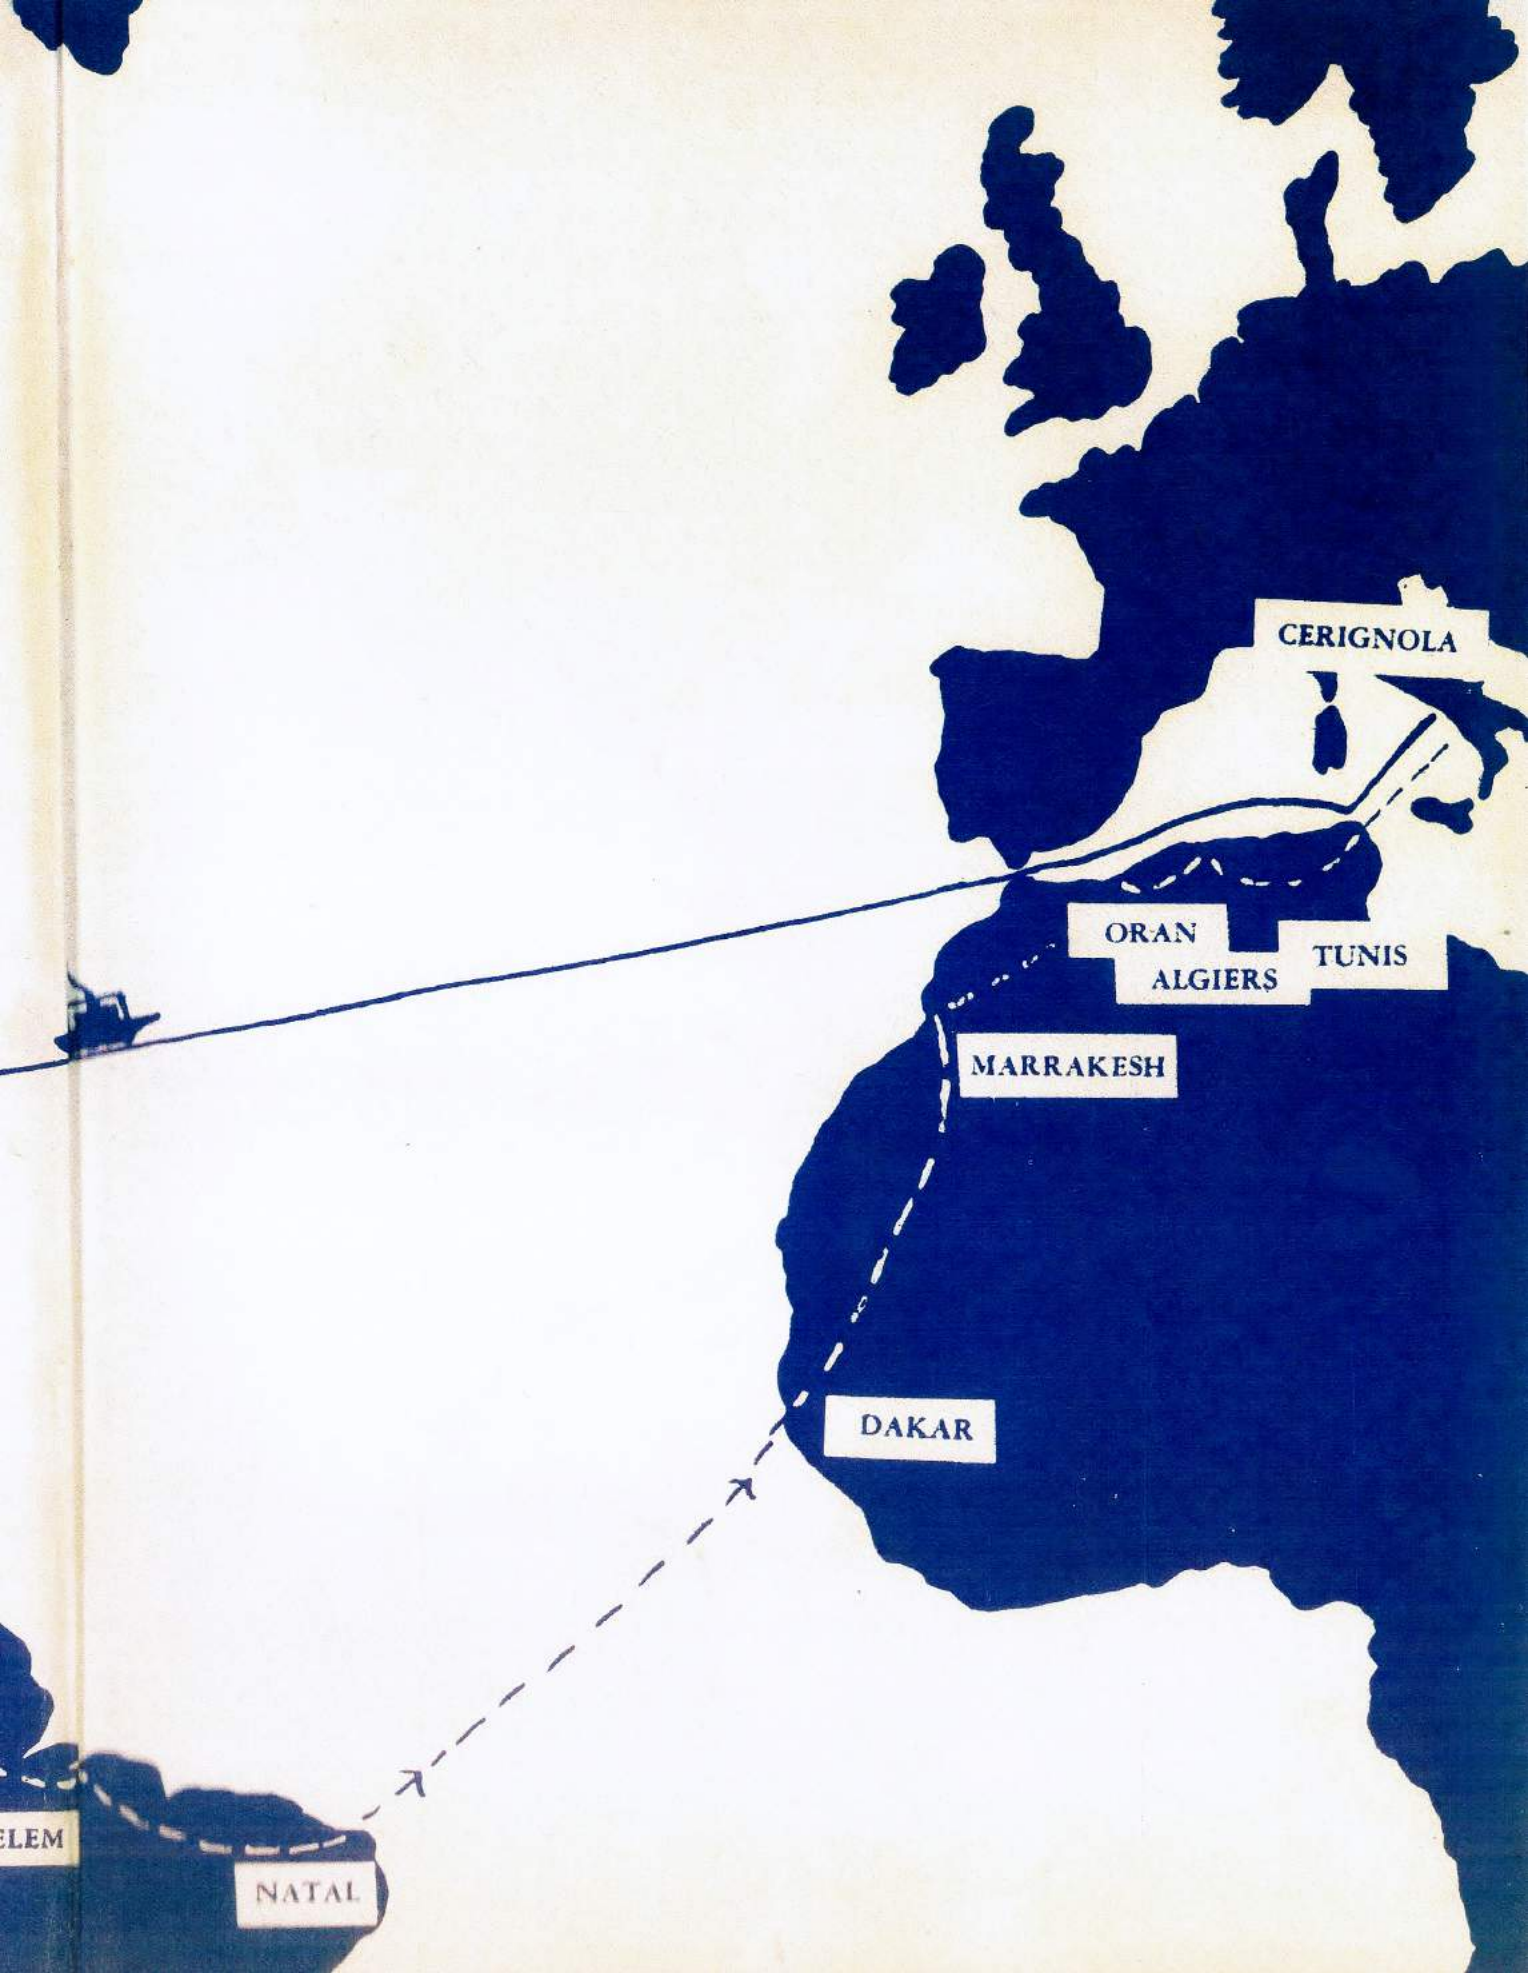 CERIGNOLA
ORAN
TUNIS
ALGIERS
MARRAKESH
DAKAR
ELEM
NATAL